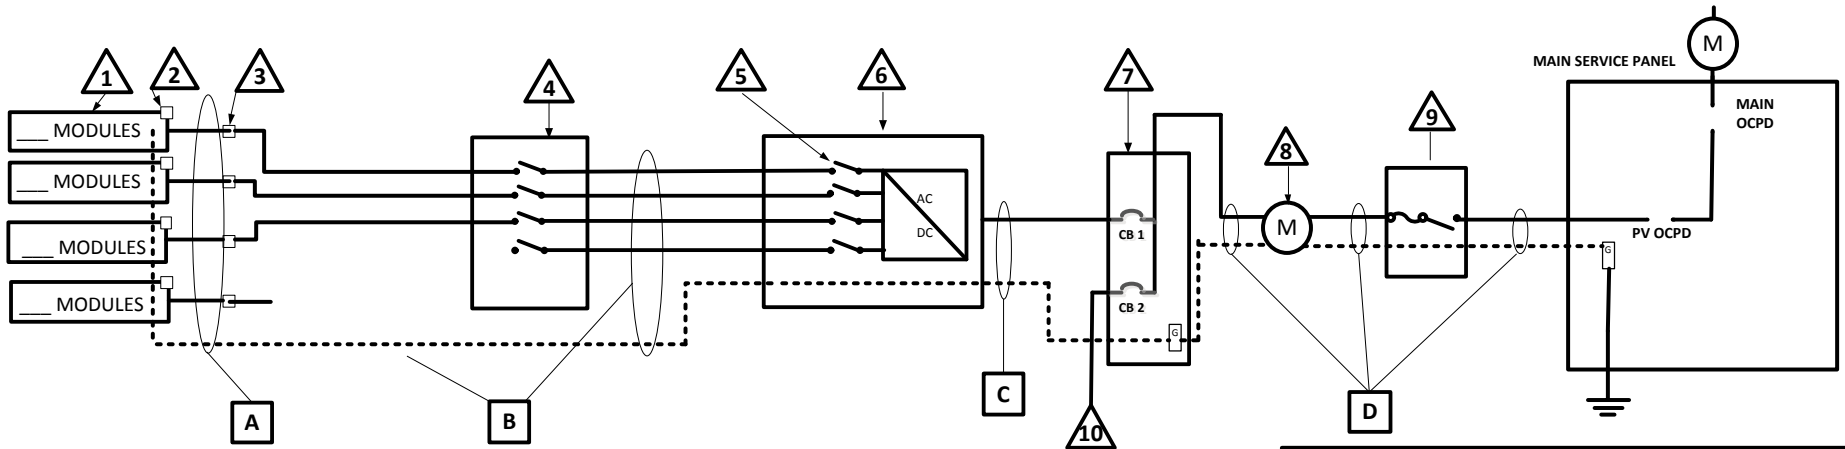 1
2
3
4
5
6
7
8
9
M
MAIN SERVICE PANEL
___ MODULES
___ MODULES
___ MODULES
___ MODULES
AC
DC
CB 1
CB 2
G
M
PV OCPD
MAIN
OCPD
G
A
B
C
10
D